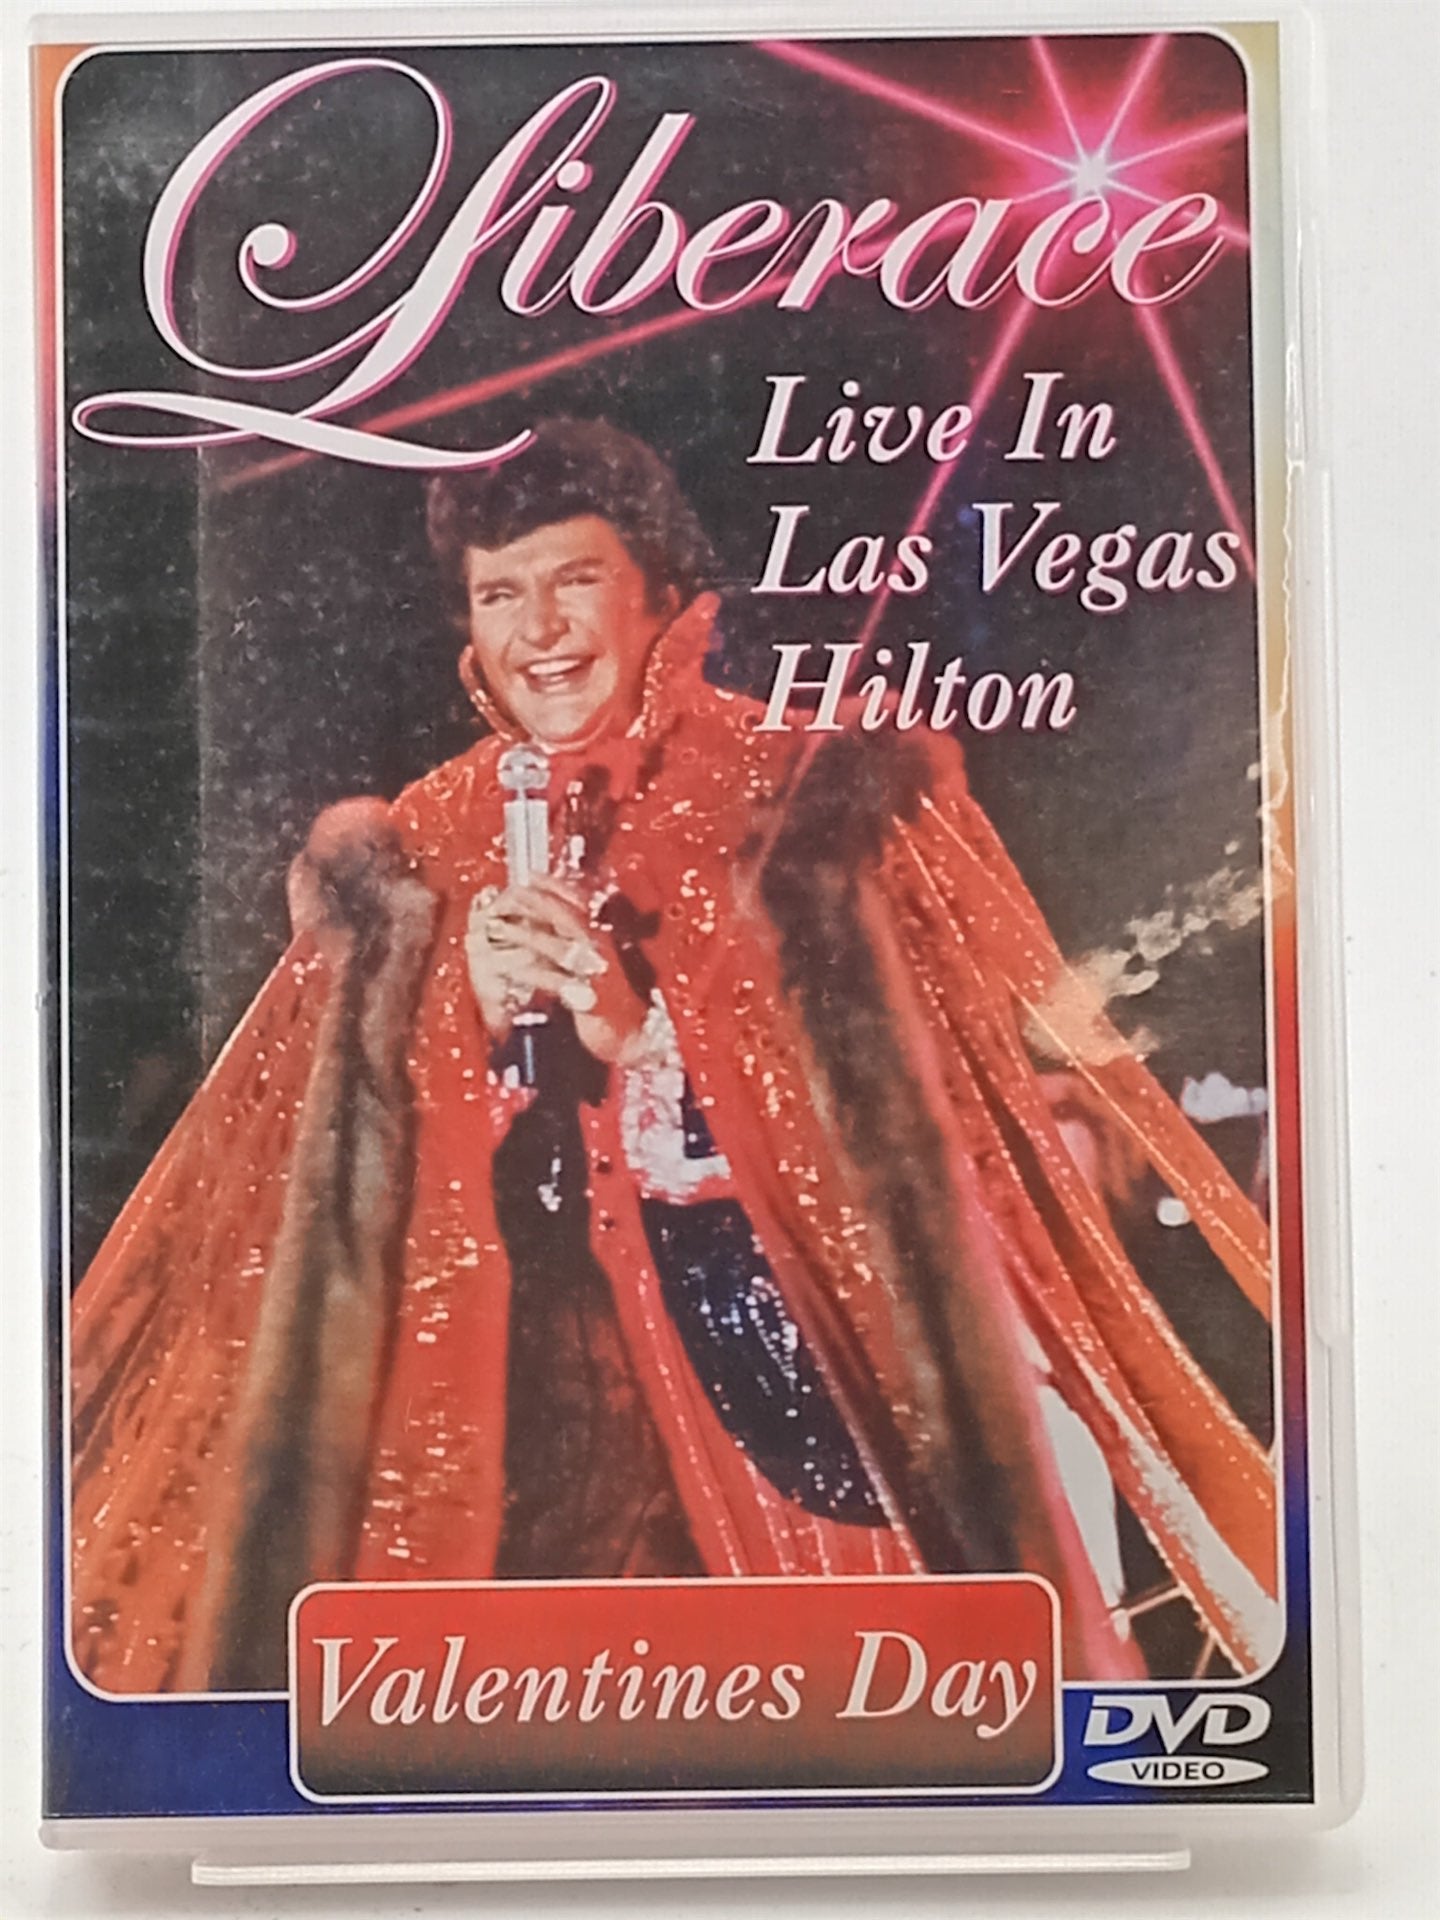 Liberace
Live In
Las Vegas
Hilton
Valentines Day
DVD
VIDEO